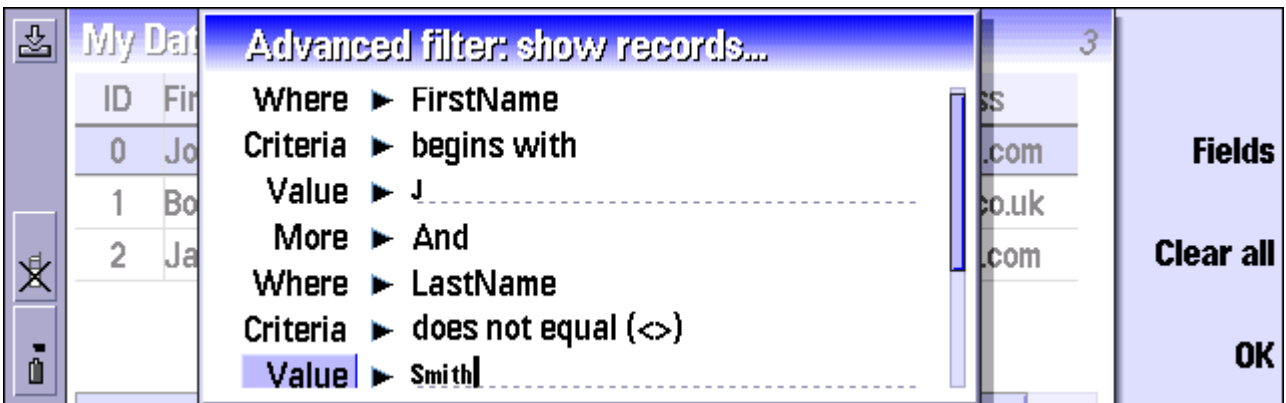 My Dat
Advanced filter: show records...
3
ID Fir
ss
Where ► FirstName
0 Jo
.com
Criteria ► begins with
Fields
1 Bo
co.uk
Value ► J
More ► And
2 Ja
.com
Clear all
Where ► LastName
Criteria ► does not equal (<>)
Value ► Smith
OK